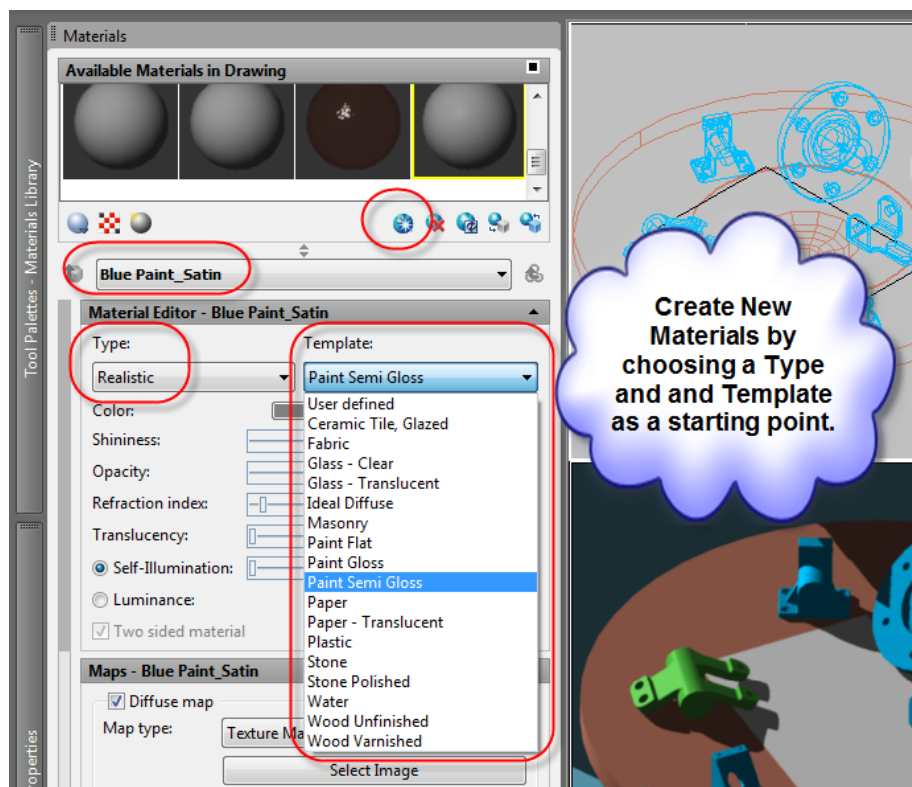 Materials
Available Materials in Drawing
Tool Palettes - Materials Library
Blue Paint_Satin
Material Editor - Blue Paint_Satin
Type:
Template:
Realistic
Paint Semi Gloss
Color:
Shininess:
Opacity:
Refraction index:
Translucency:
Self-Illumination:
Luminance:
Two sided material
User defined
Ceramic Tile, Glazed
Fabric
Glass - Clear
Glass - Translucent
Ideal Diffuse
Masonry
Paint Flat
Paint Gloss
Paint Semi Gloss
Paper
Paper - Translucent
Plastic
Stone
Stone Polished
Water
Wood Unfinished
Wood Varnished
Maps - Blue Paint_Satin
Diffuse map
Map type:
Texture Ma
Select Image
Create New
Materials by
choosing a Type
and and Template
as a starting point.
operties